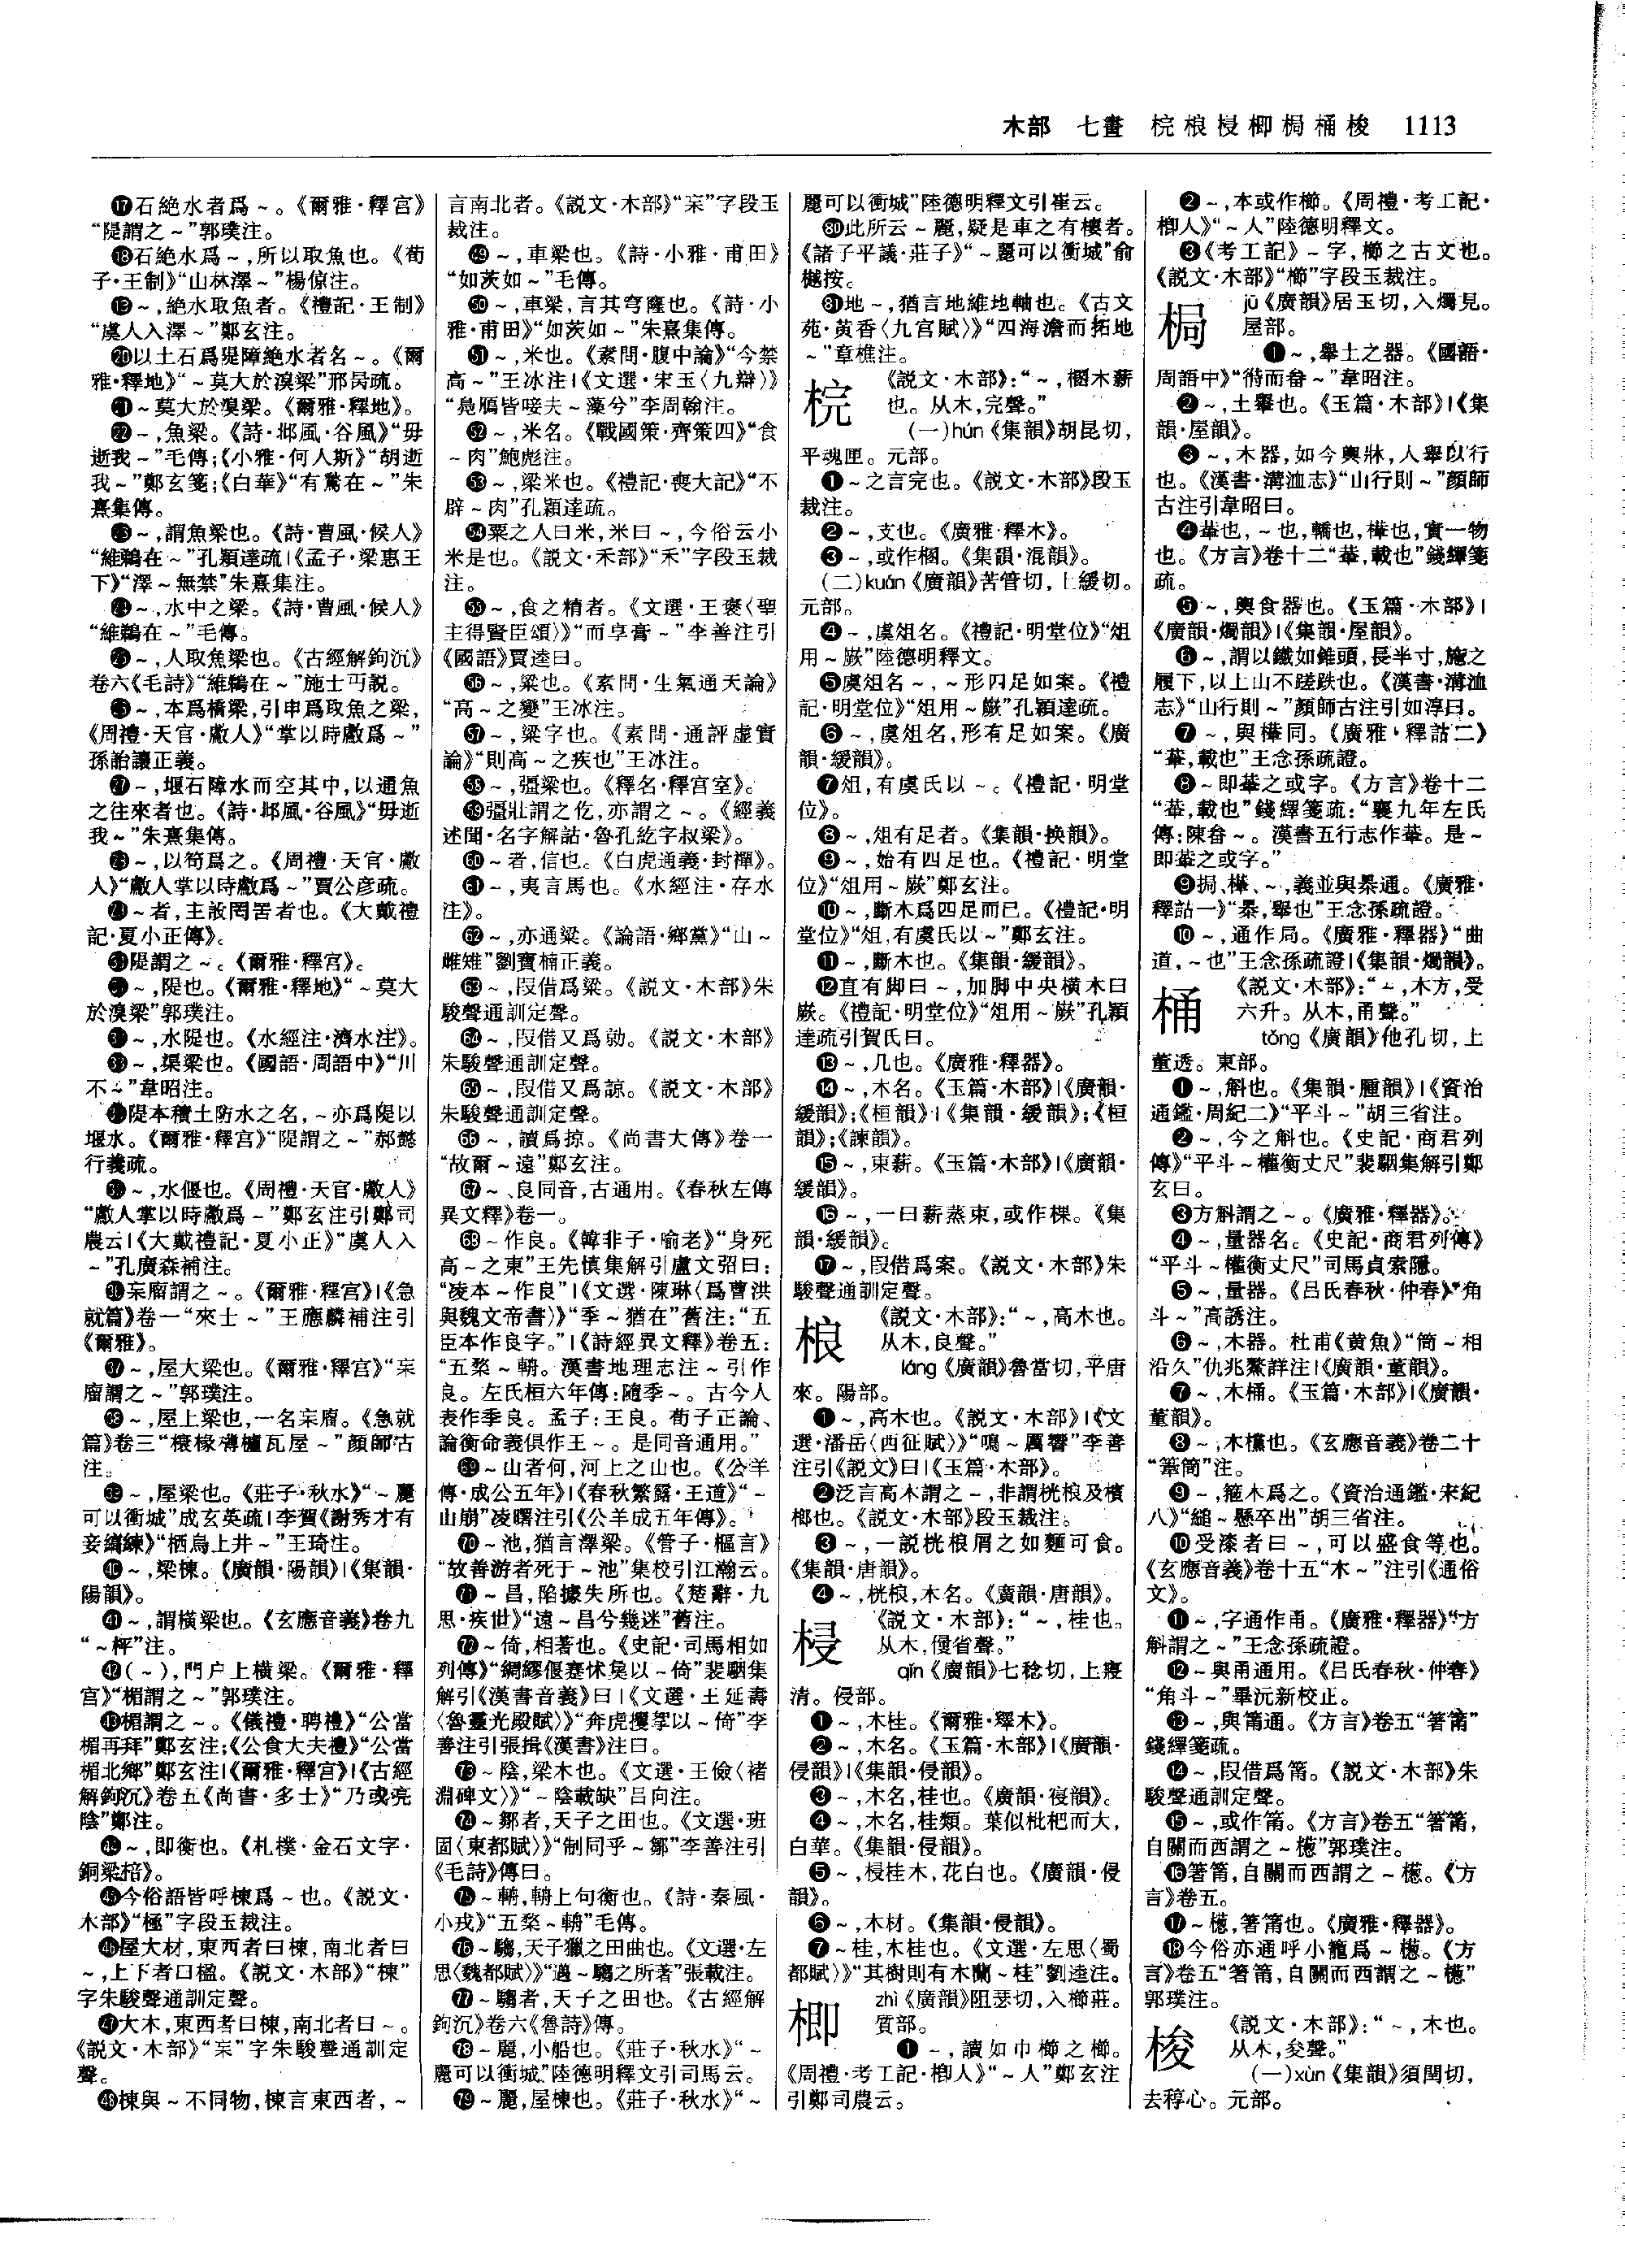 木部 七畫 梡桹梫楖梮桶梭 1113
⓱石絶水者爲～。《爾雅·釋宫》
“隄謂之～”郭璞注。
⓲石絶水爲～,所以取魚也。《荀
子·王制》“山林澤～”楊倞注。
⓳～,絶水取魚者。《禮記·王制》
“虞人入澤～”鄭玄注。
⓴以土石爲隄障絶水者名～。《爾
雅·釋地》“～莫大於湨梁”邢昺疏。
㉑～莫大於湨梁。《爾雅·釋地》。
㉒～,魚梁。《詩·邶風·谷風》“毋
逝我～”毛傳;《小雅·何人斯》“胡逝
我～”鄭玄箋;《白華》“有鶖在～”朱
熹集傳。
㉓～,謂魚梁也。《詩·曹風·候人》
“維鵜在～”孔穎達疏|《孟子·梁惠王
下》“澤～無禁”朱熹集注。
㉔～,水中之梁。《詩·曹風·候人》
“維鵜在～”毛傳。
㉕～,人取魚梁也。《古經解鉤沉》
卷六《毛詩》“維鵜在～”施士丐説。
㉖～,本爲橋梁,引申爲取魚之梁,
《周禮·天官·䱷人》“掌以時䱷爲～”
孫詒讓正義。
㉗～,堰石障水而空其中,以通魚
之往來者也。《詩·邶風·谷風》“毋逝
我～”朱熹集傳。
㉘～,以笱爲之。《周禮·天官·䱷
人》“䱷人掌以時䱷爲～”賈公彦疏。
㉙～者,主設罔罟者也。《大戴禮
記·夏小正傳》。
㉚隄謂之～。《爾雅·釋宫》。
㉛～,隄也。《爾雅·釋地》“～莫大
於湨梁”郭璞注。
㉜～,水隄也。《水經注·濟水注》。
㉝～,渠梁也。《國語·周語中》“川
不～”韋昭注。
㉞隄本積土防水之名,～亦爲隄以
堰水。《爾雅·釋宫》“隄謂之～”郝懿
行義疏。
㉟～,水偃也。《周禮·天官·䱷人》
“䱷人掌以時䱷爲～”鄭玄注引鄭司
農云|《大戴禮記·夏小正》“虞人入
～”孔廣森補注。
㊱杗廇謂之～。《爾雅·釋宫》|《急
就篇》卷一“來士～”王應麟補注引
《爾雅》。
㊲～,屋大梁也。《爾雅·釋宫》“杗
廇謂之～”郭璞注。
㊳～,屋上梁也,一名杗廇。《急就
篇》卷三“榱椽欂櫨瓦屋～”顔師古
注。
㊴～,屋梁也。《莊子·秋水》“～麗
可以衝城”成玄英疏|李賀《謝秀才有
妾縞練》“栖烏上井～”王琦注。
㊵～,梁棟。《廣韻·陽韻》|《集韻·
陽韻》。
㊶～,謂横梁也。《玄應音義》卷九
“～枰”注。
㊷(～),門户上横梁。《爾雅·釋
宫》“楣謂之～”郭璞注。
㊸楣謂之～。《儀禮·聘禮》“公當
楣再拜”鄭玄注;《公食大夫禮》“公當
楣北鄉”鄭玄注|《爾雅·釋宫》|《古經
解鉤沉》卷五《尚書·多士》“乃或亮
陰”鄭注。
㊹～,即衡也。《札樸·金石文字·
銅梁棓》。
㊺今俗語皆呼棟爲～也。《説文·
木部》“極”字段玉裁注。
㊻屋大材,東西者曰棟,南北者曰
～,上下者曰楹。《説文·木部》“棟”
字朱駿聲通訓定聲。
㊼大木,東西者曰棟,南北者曰～。
《説文·木部》“杗”字朱駿聲通訓定
聲。
㊽棟與～不同物,棟言東西者,～
言南北者。《説文·木部》“杗”字段玉
裁注。
㊾～,車梁也。《詩·小雅·甫田》
“如茨如～”毛傳。
㊿～,車梁,言其穹隆也。《詩·小
雅·甫田》“如茨如～”朱熹集傳。
51～,米也。《素問·腹中論》“今禁
高～”王冰注|《文選·宋玉〈九辯〉》
“鳧鴈皆唼夫～藻兮”李周翰注。
52～,米名。《戰國策·齊策四》“食
～肉”鮑彪注。
53～,梁米也。《禮記·喪大記》“不
辟～肉”孔穎達疏。
54粟之人曰米,米曰～,今俗云小
米是也。《説文·禾部》“禾”字段玉裁
注。
55～,食之精者。《文選·王褒〈聖
主得賢臣頌〉》“而享膏～”李善注引
《國語》賈逵曰。
56～,粱也。《素問·生氣通天論》
“高～之變”王冰注。
57～,粱字也。《素問·通評虚實
論》“則高～之疾也”王冰注。
58～,彊梁也。《釋名·釋宫室》。
59彊壯謂之仡,亦謂之～。《經義
述聞·名字解詁·魯孔紇字叔梁》。
60～者,信也。《白虎通義·封禪》。
61～,夷言馬也。《水經注·存水
注》。
62～,亦通粱。《論語·鄉黨》“山～
雌雉”劉寶楠正義。
63～,叚借爲粱。《説文·木部》朱
駿聲通訓定聲。
64～,叚借又爲勍。《説文·木部》
朱駿聲通訓定聲。
65～,叚借又爲諒。《説文·木部》
朱駿聲通訓定聲。
66～,讀爲掠。《尚書大傳》卷一
“故爾～遠”鄭玄注。
67～、良同音,古通用。《春秋左傳
異文釋》卷一。
68～作良。《韓非子·喻老》“身死
高～之東”王先慎集解引盧文弨曰:
“凌本～作良”|《文選·陳琳〈爲曹洪
與魏文帝書〉》“季～猶在”舊注:“五
臣本作良字。”|《詩經異文釋》卷五:
“五楘～輈。漢書地理志注～引作
良。左氏桓六年傳:隨季～。古今人
表作季良。孟子:王良。荀子正論、
論衡命義俱作王～。是同音通用。”
69～山者何,河上之山也。《公羊
傳·成公五年》|《春秋繁露·王道》“～
山崩”凌曙注引《公羊成五年傳》。
70～池,猶言澤梁。《管子·樞言》
“故善游者死于～池”集校引江瀚云。
71～昌,陷據失所也。《楚辭·九
思·疾世》“遠～昌兮幾迷”舊注。
72～倚,相著也。《史記·司馬相如
列傳》“綢繆偃蹇怵㚟以～倚”裴駰集
解引《漢書音義》曰|《文選·王延壽
〈魯靈光殿賦〉》“奔虎攫挐以～倚”李
善注引張揖《漢書》注曰。
73～陰,梁木也。《文選·王儉〈褚
淵碑文〉》“～陰載缺”吕向注。
74～鄒者,天子之田也。《文選·班
固〈東都賦〉》“制同乎～鄒”李善注引
《毛詩》傳曰。
75～輈,輈上句衡也。《詩·秦風·
小戎》“五楘～輈”毛傳。
76～騶,天子獵之田曲也。《文選·左
思〈魏都賦〉》“邁～騶之所著”張載注。
77～騶者,天子之田也。《古經解
鉤沉》卷六《魯詩》傳。
78～麗,小船也。《莊子·秋水》“～
麗可以衝城”陸德明釋文引司馬云。
79～麗,屋棟也。《莊子·秋水》“～
麗可以衝城”陸德明釋文引崔云。
80此所云～麗,疑是車之有樓者。
《諸子平議·莊子》“～麗可以衝城”俞
樾按。
81地～,猶言地維地軸也。《古文
苑·黄香〈九宫賦〉》“四海澹而拓地
～”章樵注。
梡
《説文·木部》:“～,梱木薪
也。从木,完聲。”
(一)hún《集韻》胡昆切,
平魂匣。元部。
❶～之言完也。《説文·木部》段玉
裁注。
❷～,支也。《廣雅·釋木》。
❸～,或作棞。《集韻·混韻》。
(二)kuǎn《廣韻》苦管切,上緩切。
元部。
❹～,虞俎名。《禮記·明堂位》“俎
用～嶡”陸德明釋文。
❺虞俎名～,～形四足如案。《禮
記·明堂位》“俎用～嶡”孔穎達疏。
❻～,虞俎名,形有足如案。《廣
韻·緩韻》。
❼俎,有虞氏以～。《禮記·明堂
位》。
❽～,俎有足者。《集韻·换韻》。
❾～,始有四足也。《禮記·明堂
位》“俎用～嶡”鄭玄注。
❿～,斷木爲四足而已。《禮記·明
堂位》“俎,有虞氏以～”鄭玄注。
⓫～,斷木也。《集韻·緩韻》。
⓬直有脚曰～,加脚中央横木曰
嶡。《禮記·明堂位》“俎用～嶡”孔穎
達疏引賀氏曰。
⓭～,几也。《廣雅·釋器》。
⓮～,木名。《玉篇·木部》|《廣韻·
緩韻》;《桓韻》|《集韻·緩韻》;《桓
韻》;《諫韻》。
⓯～,束薪。《玉篇·木部》|《廣韻·
緩韻》。
⓰～,一曰薪蒸束,或作棵。《集
韻·緩韻》。
⓱～,叚借爲案。《説文·木部》朱
駿聲通訓定聲。
桹
《説文·木部》:“～,高木也。
从木,良聲。”
láng《廣韻》魯當切,平唐
來。陽部。
❶～,高木也。《説文·木部》|《文
選·潘岳〈西征賦〉》“鳴～厲響”李善
注引《説文》曰|《玉篇·木部》。
❷泛言高木謂之～,非謂桄桹及檳
榔也。《説文·木部》段玉裁注。
❸～,一説桄桹屑之如麵可食。
《集韻·唐韻》。
❹～,桄桹,木名。《廣韻·唐韻》。
梫
《説文·木部》:“～,桂也。
从木,𠊱省聲。”
qǐn《廣韻》七稔切,上寑
清。侵部。
❶～,木桂。《爾雅·釋木》。
❷～,木名。《玉篇·木部》|《廣韻·
侵韻》|《集韻·侵韻》。
❸～,木名,桂也。《廣韻·寑韻》。
❹～,木名,桂類。葉似枇杷而大,
白華。《集韻·侵韻》。
❺～,梫桂木,花白也。《廣韻·侵
韻》。
❻～,木材。《集韻·侵韻》。
❼～桂,木桂也。《文選·左思〈蜀
都賦〉》“其樹則有木蘭～桂”劉逵注。
楖
zhì《廣韻》阻瑟切,入櫛莊。
質部。
❶～,讀如巾櫛之櫛。
《周禮·考工記·楖人》“～人”鄭玄注
引鄭司農云。
❷～,本或作櫛。《周禮·考工記·
楖人》“～人”陸德明釋文。
❸《考工記》～字,櫛之古文也。
《説文·木部》“櫛”字段玉裁注。
梮
jū《廣韻》居玉切,入燭見。
屋部。
❶～,舉土之器。《國語·
周語中》“偫而畚～”韋昭注。
❷～,土轝也。《玉篇·木部》|《集
韻·屋韻》。
❸～,木器,如今輿牀,人舉以行
也。《漢書·溝洫志》“山行則～”顔師
古注引韋昭曰。
❹輂也,～也,轎也,樺也,實一物
也。《方言》卷十二“輂,載也”錢繹箋
疏。
❺～,輿食器也。《玉篇·木部》|
《廣韻·燭韻》|《集韻·屋韻》。
❻～,謂以鐵如錐頭,長半寸,施之
履下,以上山不蹉跌也。《漢書·溝洫
志》“山行則～”顔師古注引如淳曰。
❼～,與檋同。《廣雅·釋詁二》
“輂,載也”王念孫疏證。
❽～即輂之或字。《方言》卷十二
“輂,載也”錢繹箋疏:“襄九年左氏
傳:陳畚～。漢書五行志作輂。是～
即輂之或字。”
❾挶、檋、～,義並與暴通。《廣雅·
釋詁一》“暴,舉也”王念孫疏證。
❿～,通作局。《廣雅·釋器》“曲
道,～也”王念孫疏證|《集韻·燭韻》。
桶
《説文·木部》:“～,木方,受
六升。从木,甬聲。”
tǒng《廣韻》他孔切,上
董透。東部。
❶～,斛也。《集韻·腫韻》|《資治
通鑑·周紀二》“平斗～”胡三省注。
❷～,今之斛也。《史記·商君列
傳》“平斗～權衡丈尺”裴駰集解引鄭
玄曰。
❸方斛謂之～。《廣雅·釋器》。
❹～,量器名。《史記·商君列傳》
“平斗～權衡丈尺”司馬貞索隱。
❺～,量器。《吕氏春秋·仲春》“角
斗～”高誘注。
❻～,木器。杜甫《黄魚》“筒～相
沿久”仇兆鰲詳注|《廣韻·董韻》。
❼～,木桶。《玉篇·木部》|《廣韻·
董韻》。
❽～,木檧也。《玄應音義》卷二十
“箪筒”注。
❾～,箍木爲之。《資治通鑑·宋紀
八》“縋～懸卒出”胡三省注。
❿受漆者曰～,可以盛食等也。
《玄應音義》卷十五“木～”注引《通俗
文》。
⓫～,字通作甬。《廣雅·釋器》“方
斛謂之～”王念孫疏證。
⓬～與甬通用。《吕氏春秋·仲春》
“角斗～”畢沅新校正。
⓭～,與筩通。《方言》卷五“箸筩”
錢繹箋疏。
⓮～,叚借爲筩。《説文·木部》朱
駿聲通訓定聲。
⓯～,或作筩。《方言》卷五“箸筩,
自關而西謂之～檧”郭璞注。
⓰箸筩,自關而西謂之～檧。《方
言》卷五。
⓱～檧,箸筩也。《廣雅·釋器》。
⓲今俗亦通呼小籠爲～檧。《方
言》卷五“箸筩,自關而西謂之～檧”
郭璞注。
梭
《説文·木部》:“～,木也。
从木,夋聲。”
(一)xùn《集韻》須閏切,
去稕心。元部。